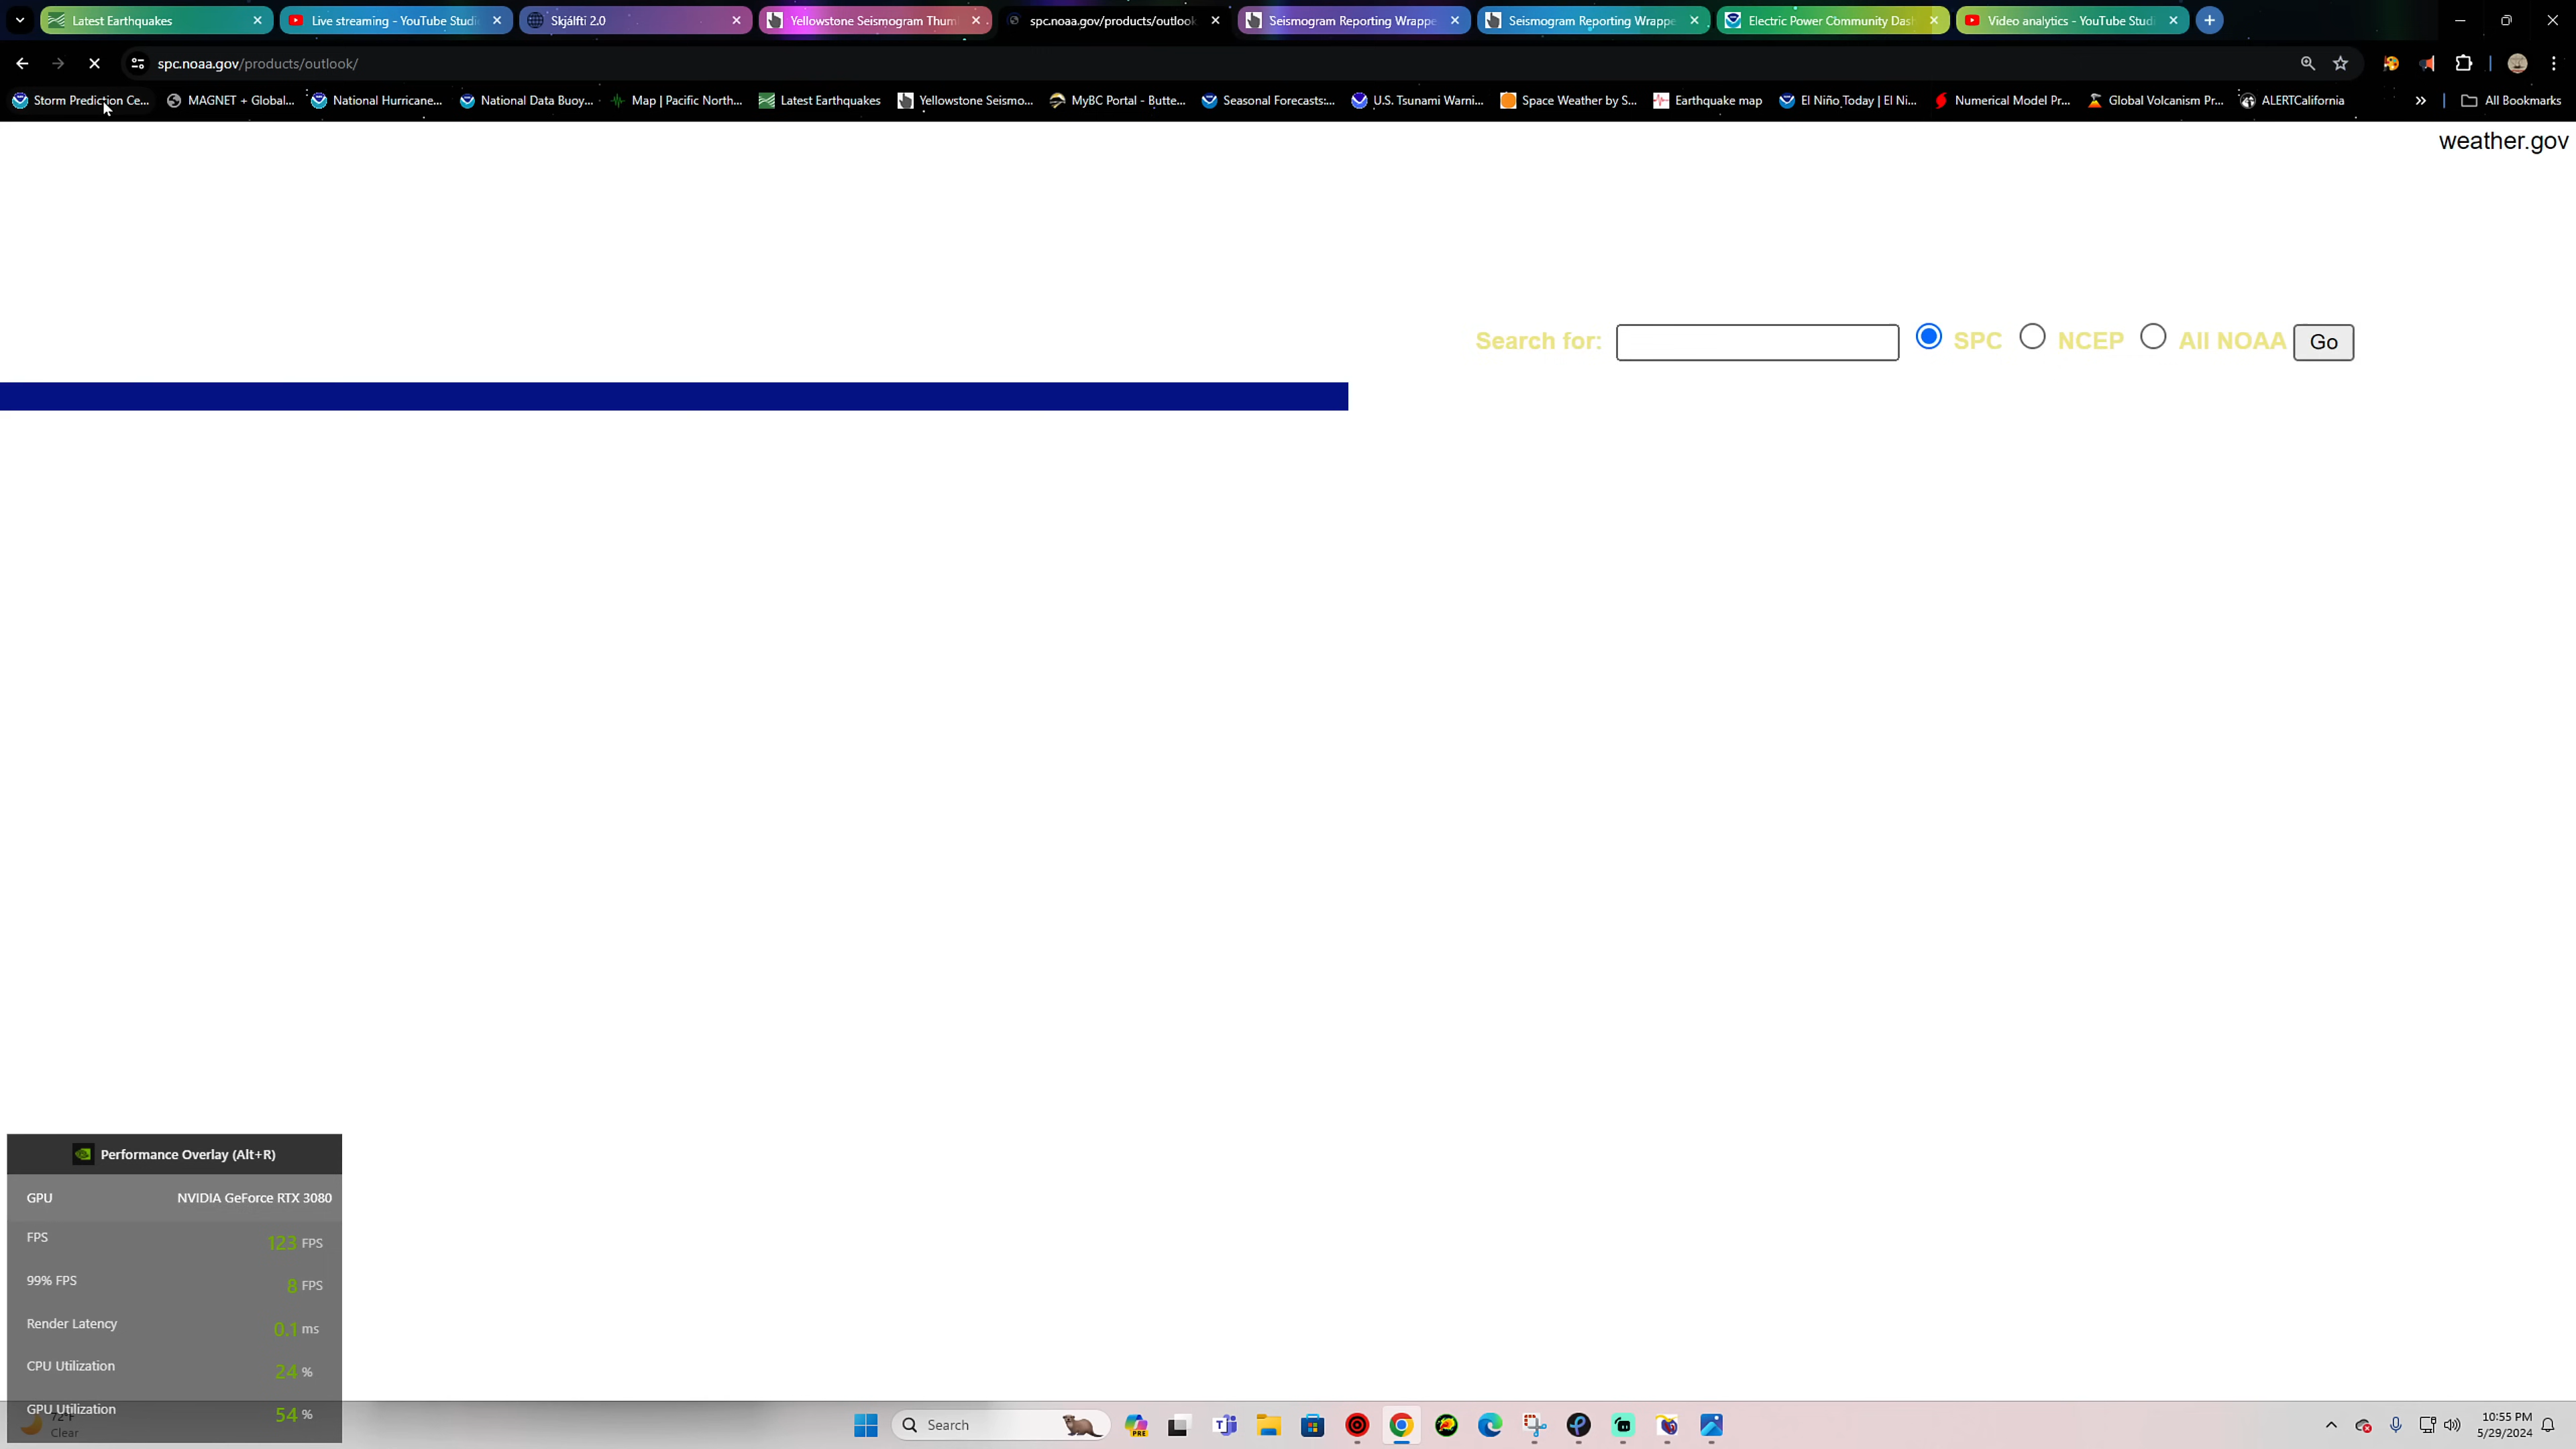 Latest Earthquakes
Live streaming - YouTube Studi
Skjálfti 2.0
Yellowstone Seismogram Thum
spc.noaa.gov/products/outlook
Seismogram Reporting Wrappe
Seismogram Reporting Wrappe
Electric Power Community Das
Video analytics - YouTube Studi
spc.noaa.gov/products/outlook/
Storm Prediction Ce...
MAGNET + Global...
National Hurricane...
National Data Buoy...
Map | Pacific North...
Latest Earthquakes
Yellowstone Seismo...
MyBC Portal - Butte...
Seasonal Forecasts:...
U.S. Tsunami Warni...
Space Weather by S...
Earthquake map
El Niño Today | El Ni...
Numerical Model Pr...
Global Volcanism Pr...
ALERTCalifornia
»
All Bookmarks
weather.gov
Search for: SPC NCEP All NOAA Go
Performance Overlay (Alt+R)
GPU NVIDIA GeForce RTX 3080
FPS 123 FPS
99% FPS 8 FPS
Render Latency 0.1 ms
CPU Utilization 24 %
GPU Utilization 54 %
72°F
Clear
Search
PRE
10:55 PM
5/29/2024